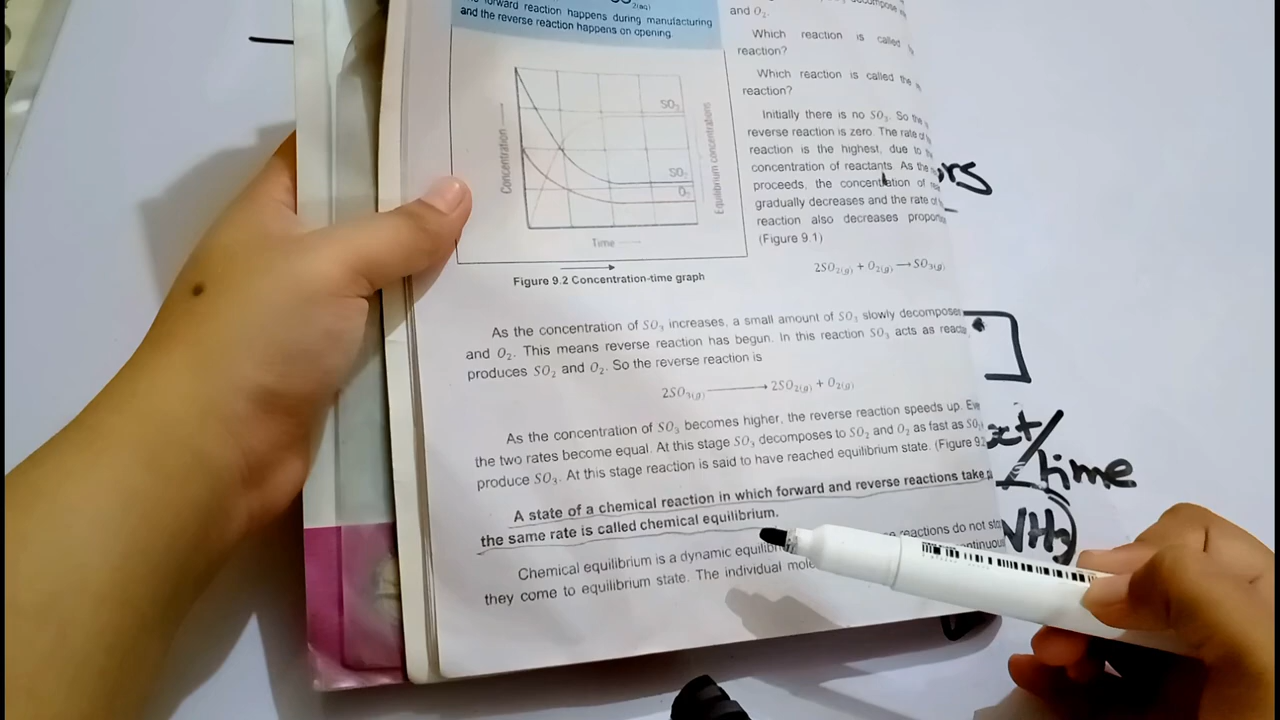 forward reaction happens during manufacturing
and the reverse reaction happens on opening.
Concentration
SO₃
SO₂
O₂
Equilibrium concentrations
Time
Figure 9.2 Concentration-time graph
and O₂.
Which reaction is called
reaction?
Which reaction is called the
reaction?
Initially there is no SO₃. So the
reverse reaction is zero. The rate of
reaction is the highest, due to
concentration of reactants. As the
proceeds, the concentration of
gradually decreases and the rate of
reaction also decreases
(Figure 9.1)
2SO₂(g) + O₂(g) → SO₃(g)
As the concentration of SO₃ increases, a small amount of SO₃ slowly
and O₂. This means reverse reaction has begun. In this reaction SO₃ acts as
produces SO₂ and O₂. So the reverse reaction is
2SO₃(g) → 2SO₂(g) + O₂(g)
As the concentration of SO₃ becomes higher, the reverse reaction speeds up.
the two rates become equal. At this stage SO₃ decomposes to SO₂ and O₂ as fast as
produce SO₃. At this stage reaction is said to have reached equilibrium state. (Figure 9.2
A state of a chemical reaction in which forward and reverse reactions take
the same rate is called chemical equilibrium.
Chemical equilibrium is a dynamic reactions do not
they come to equilibrium state. The individual
time
NH₃